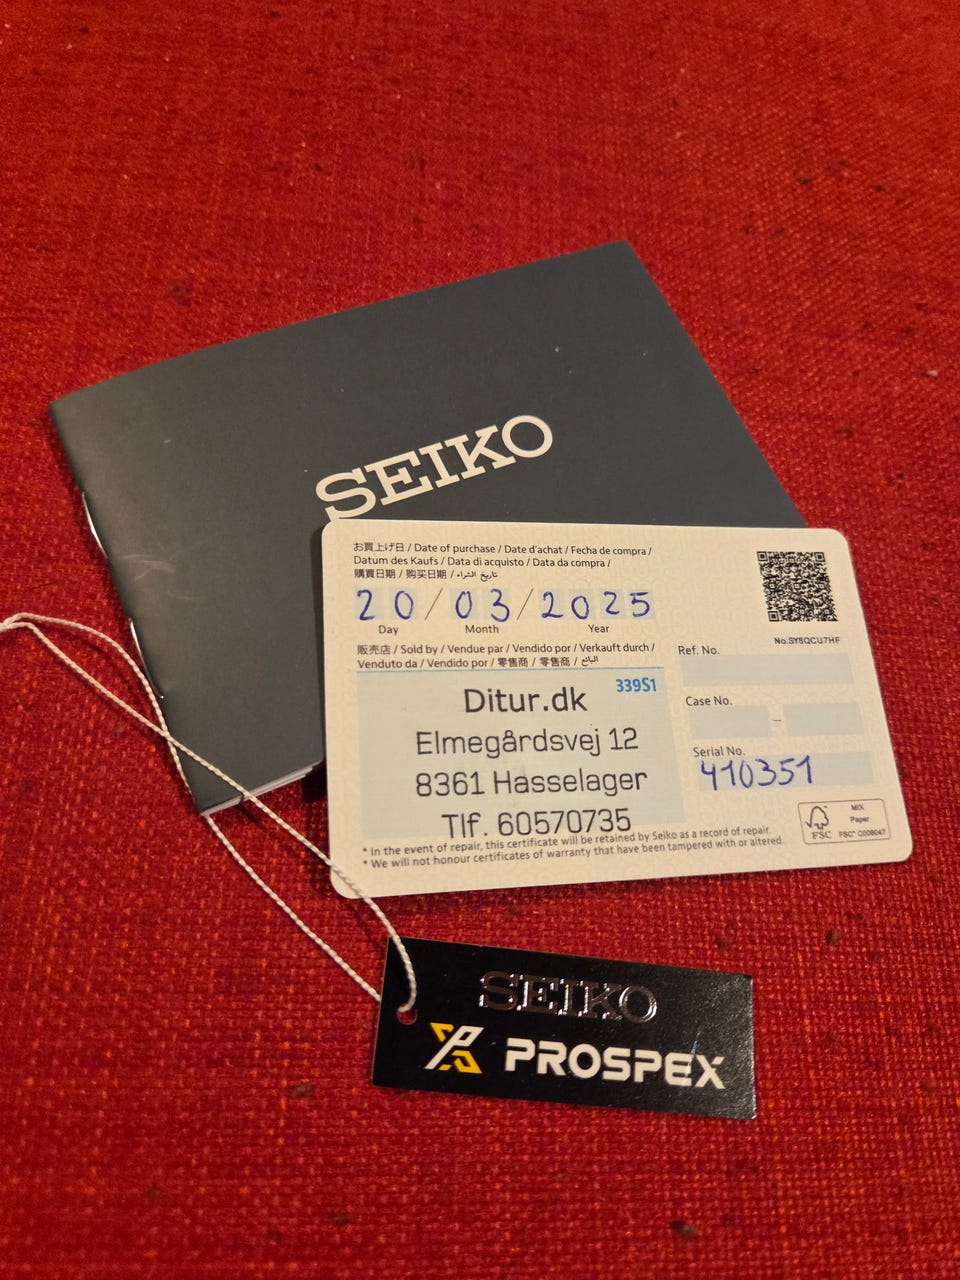 SEIKO
お買上げ日 / Date of purchase / Date d'achat / Fecha de compra /
Datum des Kaufs / Data di acquisto / Data da compra /
購買日期 / 购买日期 / تاريخ الشراء
20/03/2025
Day Month Year
販売店 / Sold by / Vendue par / Vendido por / Verkauft durch /
Venduto da / Vendido por / 零售商 / 零售商 / البائع
339S1
Ditur.dk
Elmegårdsvej 12
8361 Hasselager
Tlf. 60570735
* In the event of repair, this certificate will be retained by Seiko as a record of repair.
* We will not honour certificates of warranty that have been tampered with or altered.
No.SY8QCU7HF
Ref. No.
Case No.
–
Serial No.
410351
FSC
MIX
Paper
FSC® C008047
SEIKO
PROSPEX